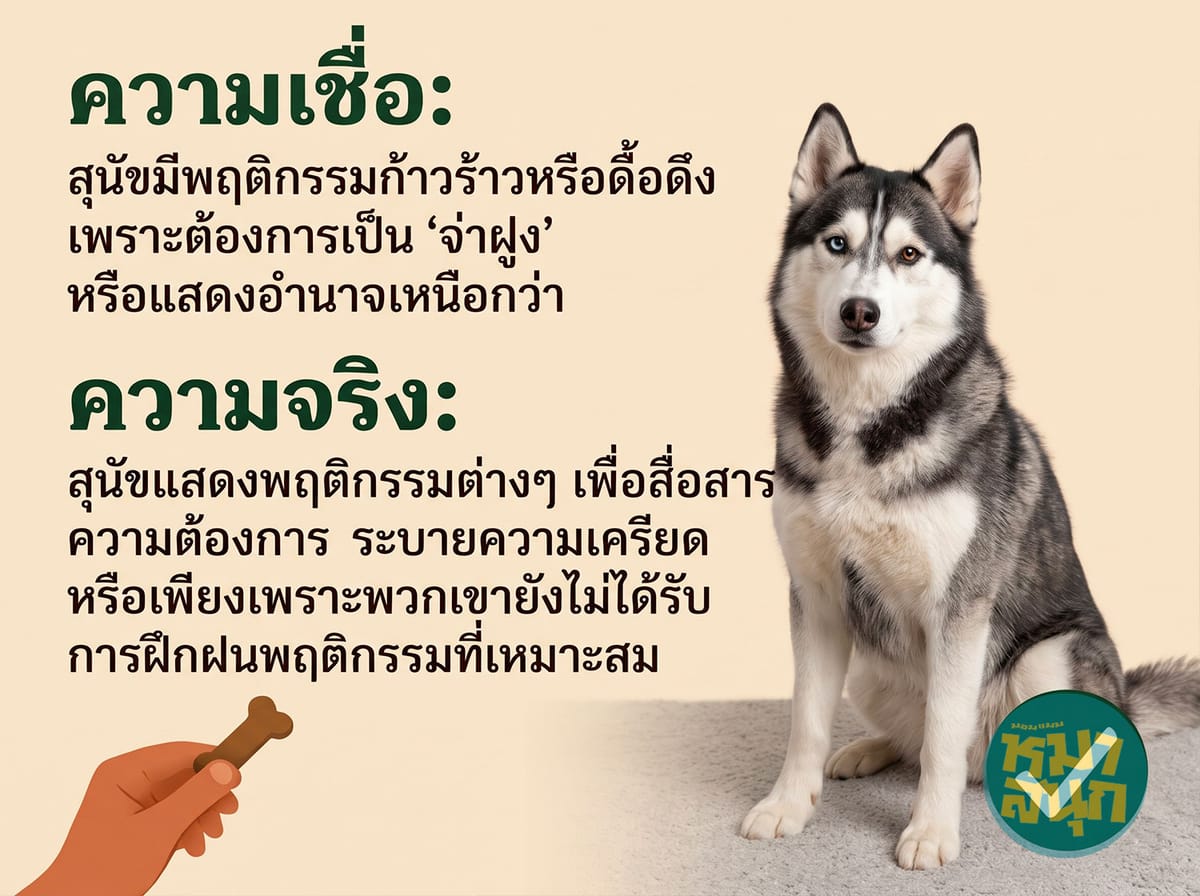 ความเชื่อ:
สุนัขมีพฤติกรรมก้าวร้าวหรือดื้อดึง
เพราะต้องการเป็น ‘จ่าฝูง’
หรือแสดงอำนาจเหนือกว่า
ความจริง:
สุนัขแสดงพฤติกรรมต่างๆ เพื่อสื่อสาร
ความต้องการ ระบายความเครียด
หรือเพียงเพราะพวกเขายังไม่ได้รับ
การฝึกฝนพฤติกรรมที่เหมาะสม
หมา
สนุก